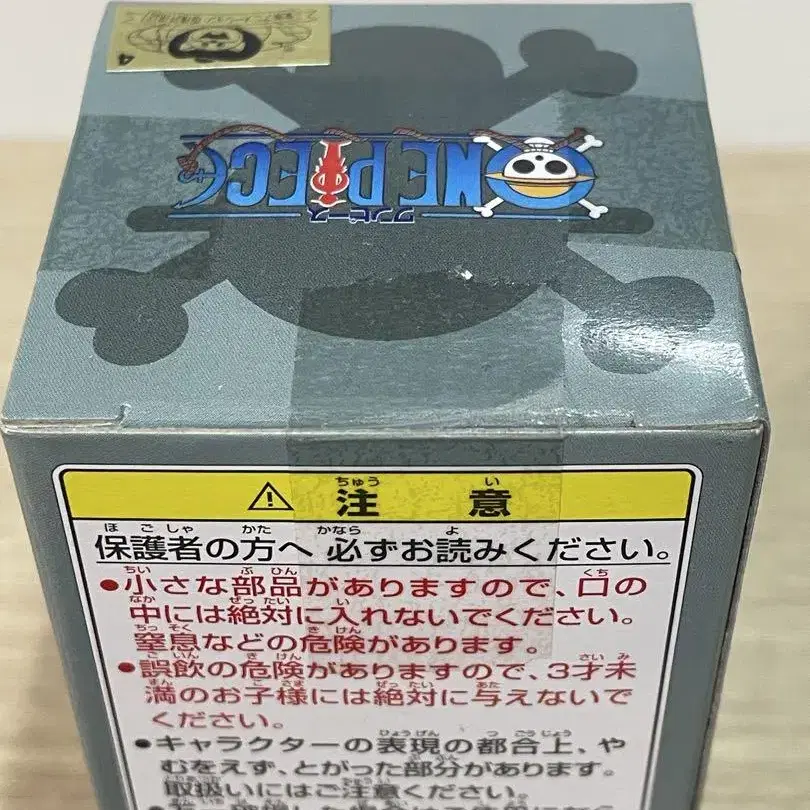 4
ONE PIECE
ワンピース
注意
ちゅう い
保護者の方へ 必ずお読みください。
ほ ご しゃ かた かなら よ
●小さな部品がありますので、口の
ちい ぶ ひん くち
中には絶対に入れないでください。
なか ぜったい い
窒息などの危険があります。
ちっ そく き けん
●誤飲の危険がありますので、3才未
ご いん き けん さい み
満のお子様には絶対に与えないで
まん こ さま ぜったい あた
ください。
●キャラクターの表現の都合上、や
ひょうげん つ ごうじょう
むをえず、とがった部分があります。
ぶ ぶん
取扱いにはご注意ください。